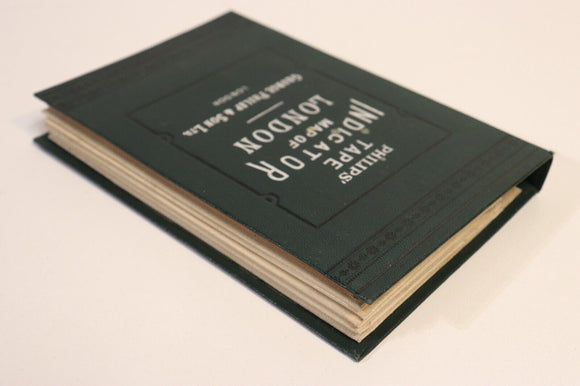 PHILIPS'
TAPE
INDICATOR
MAP OF
LONDON
GEORGE PHILIP & SON LTD.
LONDON